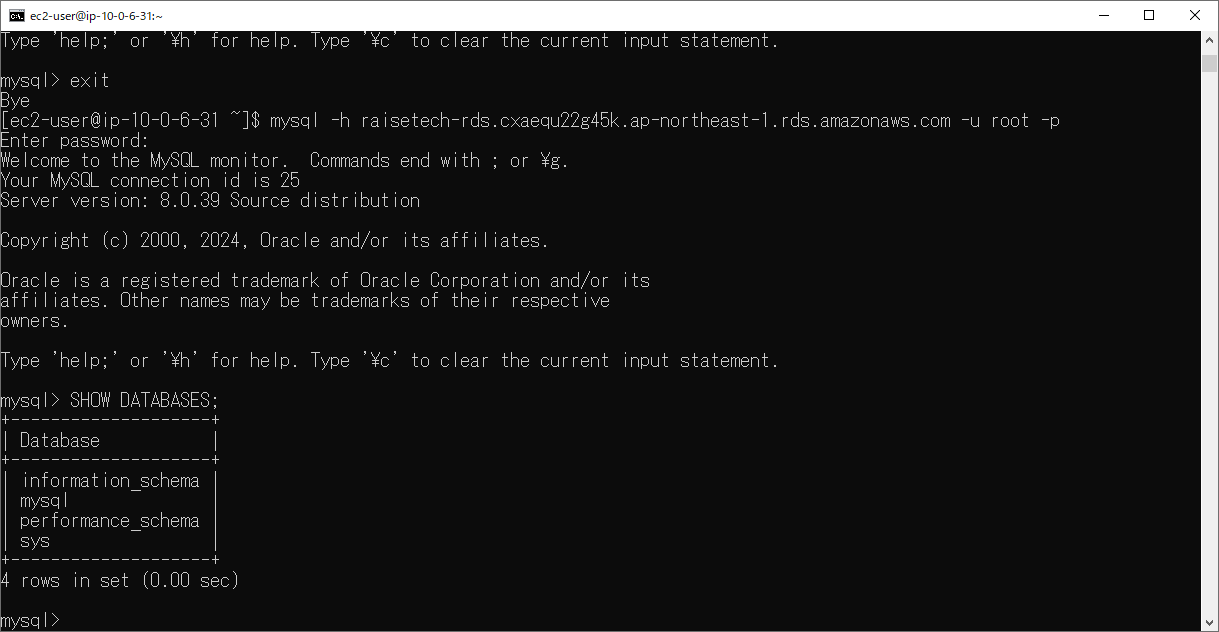 ec2-user@ip-10-0-6-31:~
Type 'help;' or '¥h' for help. Type '¥c' to clear the current input statement.
mysql> exit
Bye
[ec2-user@ip-10-0-6-31 ~]$ mysql -h raisetech-rds.cxaequ22g45k.ap-northeast-1.rds.amazonaws.com -u root -p
Enter password:
Welcome to the MySQL monitor.  Commands end with ; or ¥g.
Your MySQL connection id is 25
Server version: 8.0.39 Source distribution
Copyright (c) 2000, 2024, Oracle and/or its affiliates.
Oracle is a registered trademark of Oracle Corporation and/or its
affiliates. Other names may be trademarks of their respective
owners.
Type 'help;' or '¥h' for help. Type '¥c' to clear the current input statement.
mysql> SHOW DATABASES;
+--------------------+
| Database           |
+--------------------+
| information_schema |
| mysql              |
| performance_schema |
| sys                |
+--------------------+
4 rows in set (0.00 sec)
mysql>